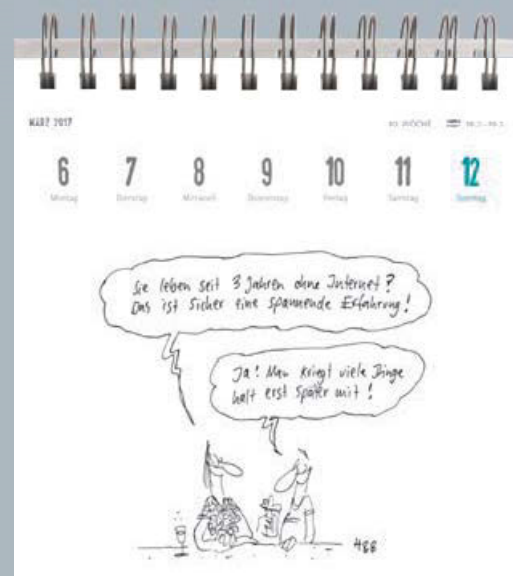 MÄRZ 2017
10. WOCHE
6 7 8 9 10 11 12
Montag Dienstag Mittwoch Donnerstag Freitag Samstag Sonntag
Sie leben seit 3 Jahren ohne Internet?
Das ist sicher eine spannende Erfahrung!
Ja! Man kriegt viele Dinge
halt erst später mit!
488